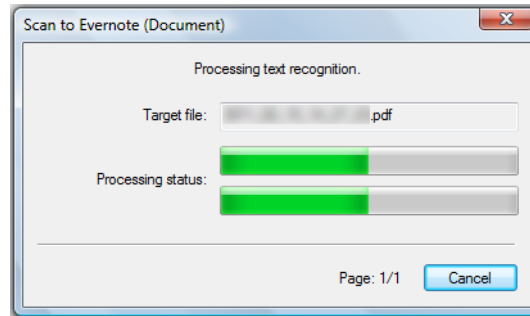 Scan to Evernote (Document)
Processing text recognition.
Target file: .pdf
Processing status:
Page: 1/1 Cancel